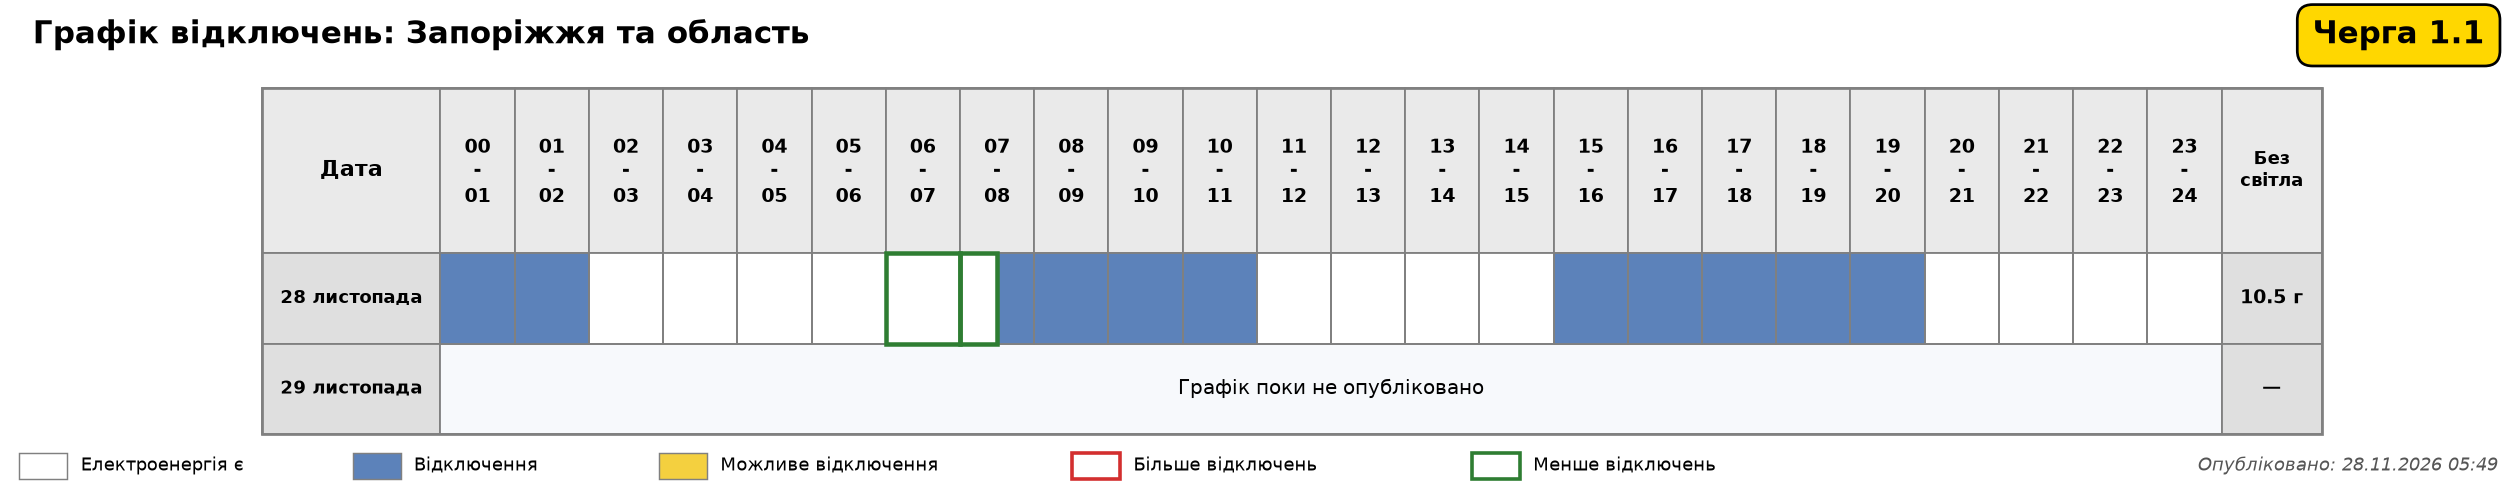 Графік відключень: Запоріжжя та область
Черга 1.1
Дата 00 - 01 01 - 02 02 - 03 03 - 04 04 - 05 05 - 06 06 - 07 07 - 08 08 - 09 09 - 10 10 - 11 11 - 12 12 - 13 13 - 14 14 - 15 15 - 16 16 - 17 17 - 18 18 - 19 19 - 20 20 - 21 21 - 22 22 - 23 23 - 24 Без світла
28 листопада 10.5 г
29 листопада Графік поки не опубліковано —
Електроенергія є Відключення Можливе відключення Більше відключень Менше відключень
Опубліковано: 28.11.2026 05:49